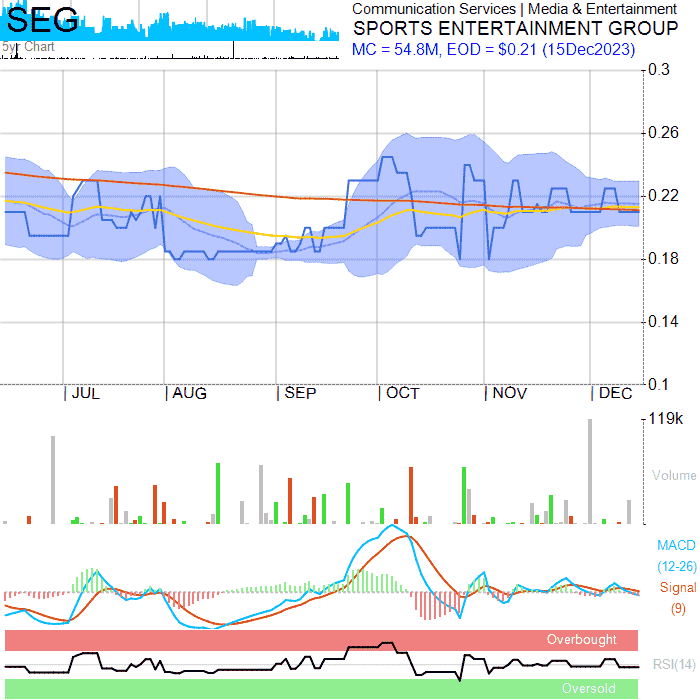 SEG
5yr Chart
Communication Services | Media & Entertainment
SPORTS ENTERTAINMENT GROUP
MC = 54.8M, EOD = $0.21 (15Dec2023)
0.3
0.26
0.22
0.18
0.14
0.1
| JUL | AUG | SEP | OCT | NOV | DEC
119k
Volume
MACD
(12-26)
Signal
(9)
Overbought
RSI(14)
Oversold